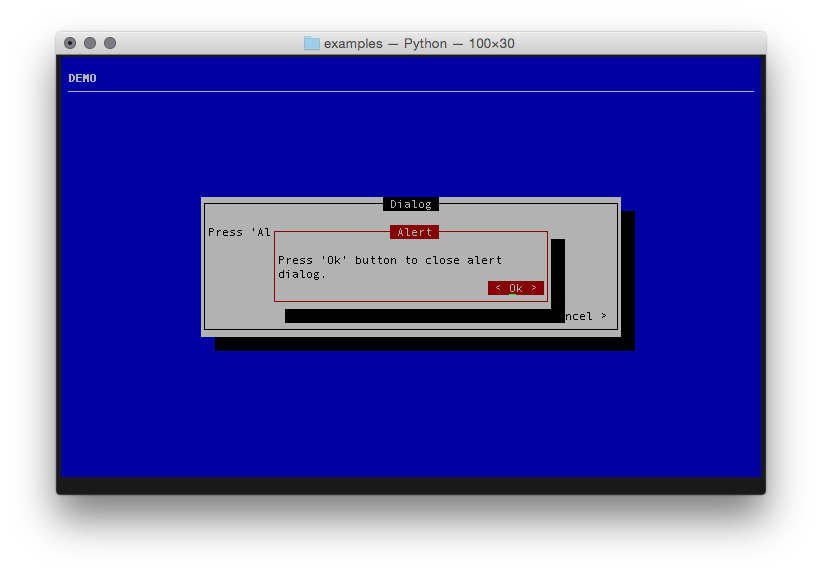 examples — Python — 100×30
DEMO
Dialog
Press 'Al
Alert
Press 'Ok' button to close alert
dialog.
< Ok >
ncel >